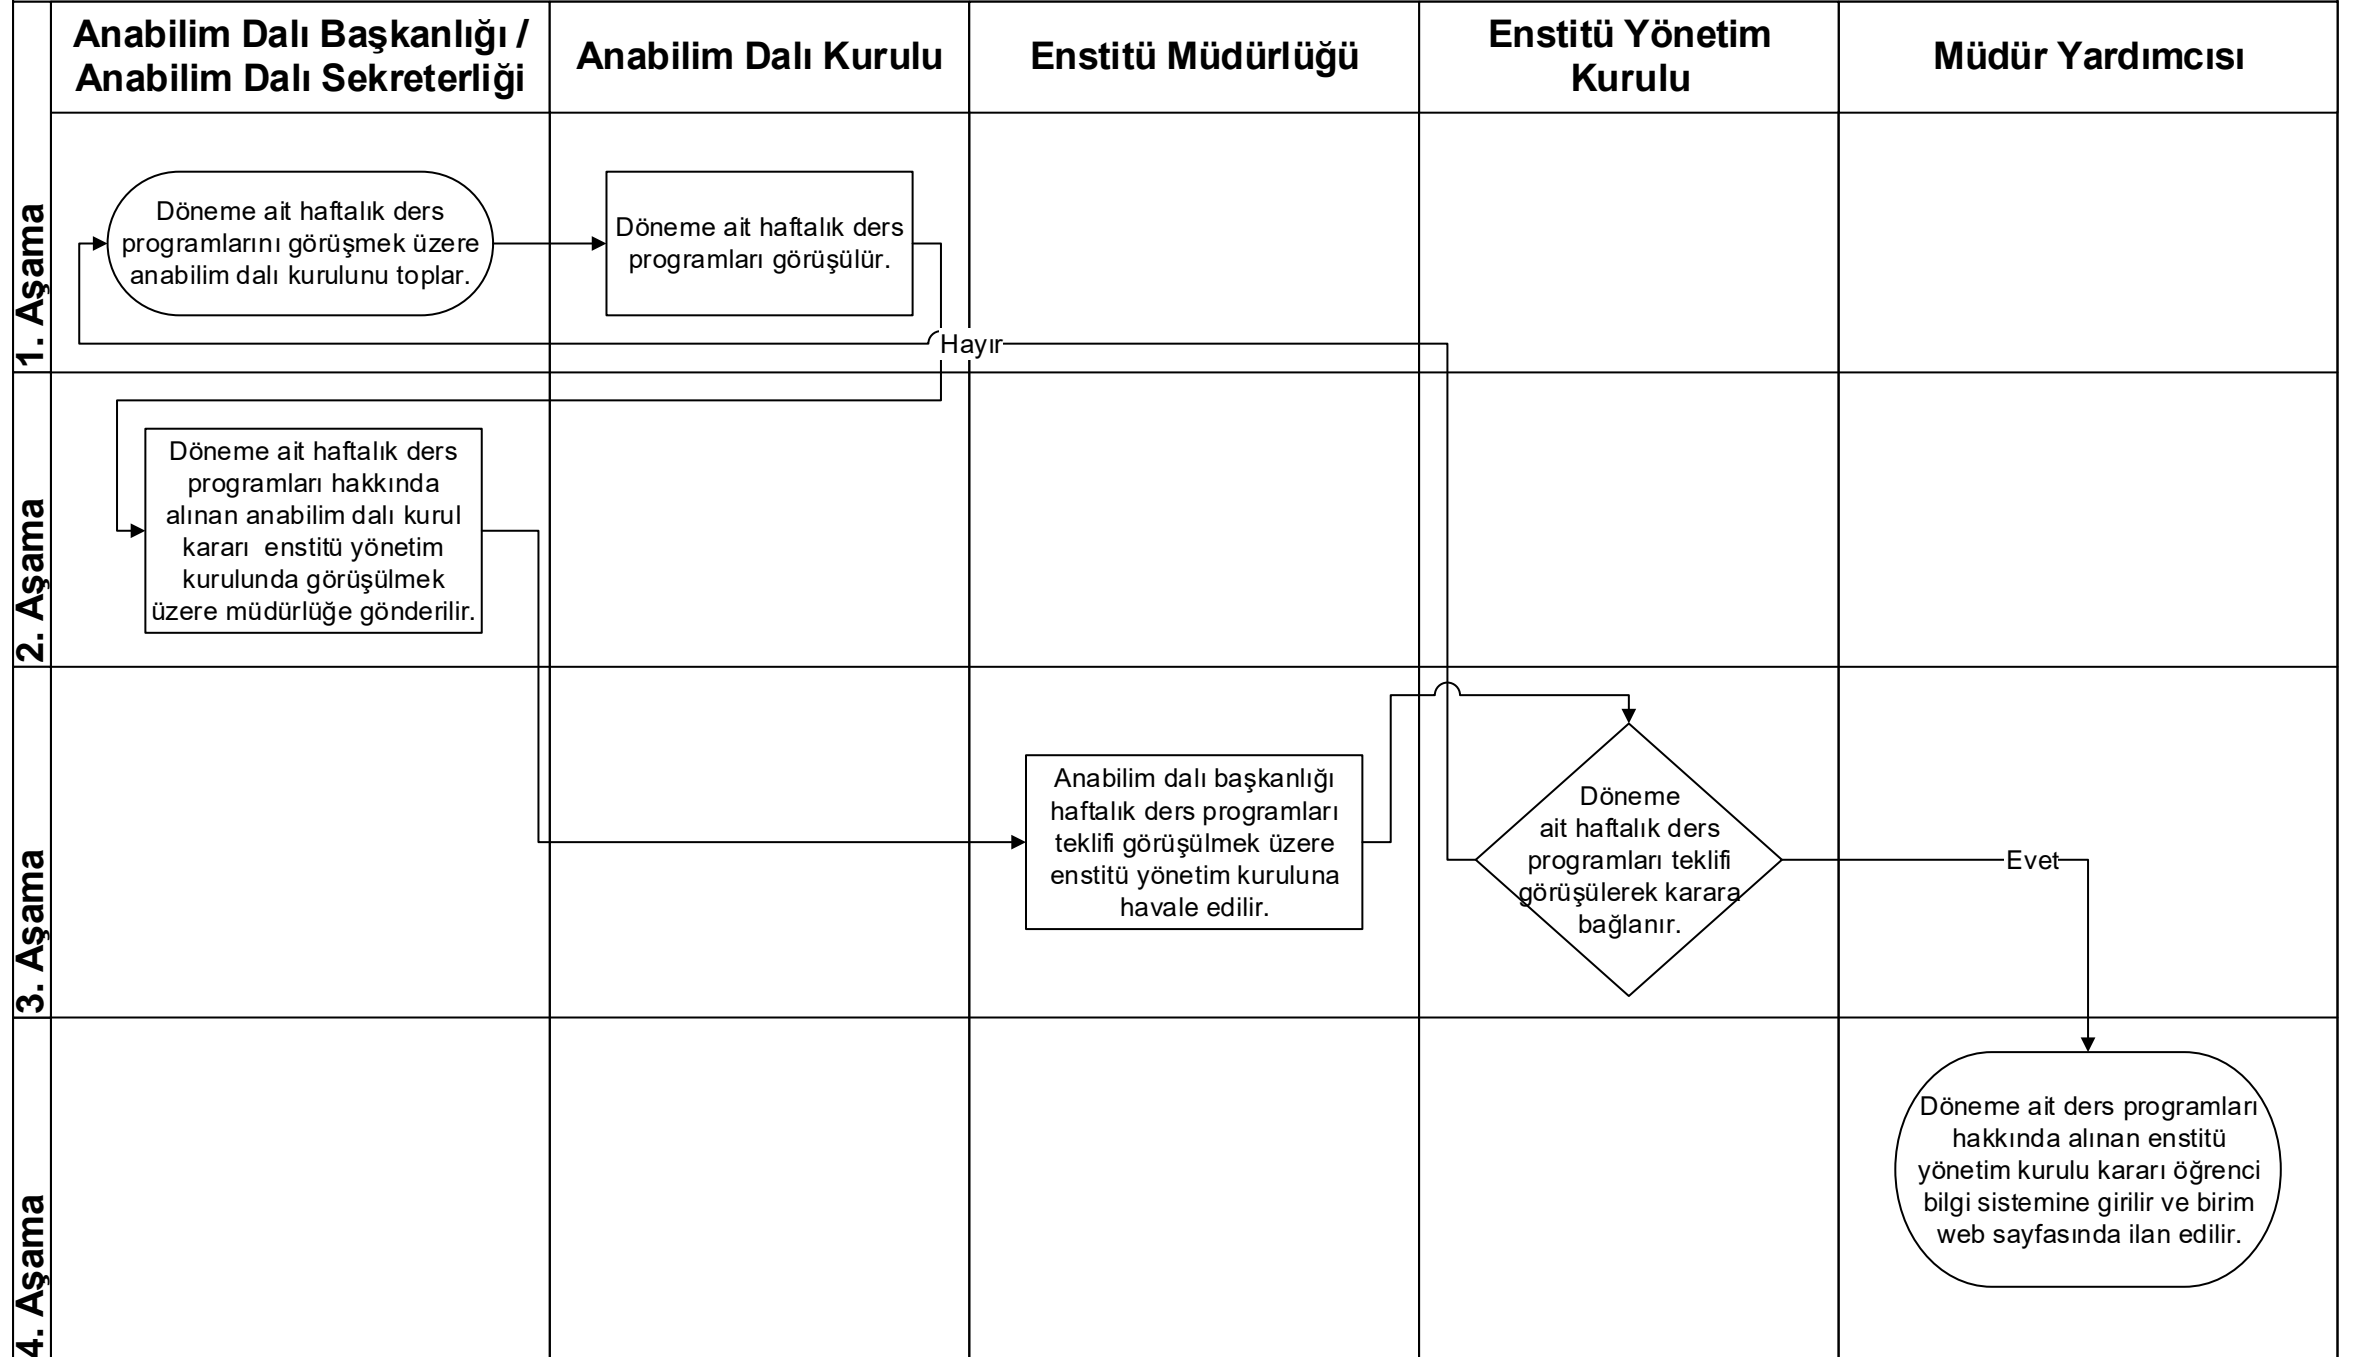 Anabilim Dalı Başkanlığı /
Anabilim Dalı Sekreterliği
Anabilim Dalı Kurulu
Enstitü Müdürlüğü
Enstitü Yönetim
Kurulu
Müdür Yardımcısı
1. Aşama
Döneme ait haftalık ders
programlarını görüşmek üzere
anabilim dalı kurulunu toplar.
Döneme ait haftalık ders
programları görüşülür.
Hayır
2. Aşama
Döneme ait haftalık ders
programları hakkında
alınan anabilim dalı kurul
kararı  enstitü yönetim
kurulunda görüşülmek
üzere müdürlüğe gönderilir.
3. Aşama
Anabilim dalı başkanlığı
haftalık ders programları
teklifi görüşülmek üzere
enstitü yönetim kuruluna
havale edilir.
Döneme
ait haftalık ders
programları teklifi
görüşülerek karara
bağlanır.
Evet
4. Aşama
Döneme ait ders programları
hakkında alınan enstitü
yönetim kurulu kararı öğrenci
bilgi sistemine girilir ve birim
web sayfasında ilan edilir.